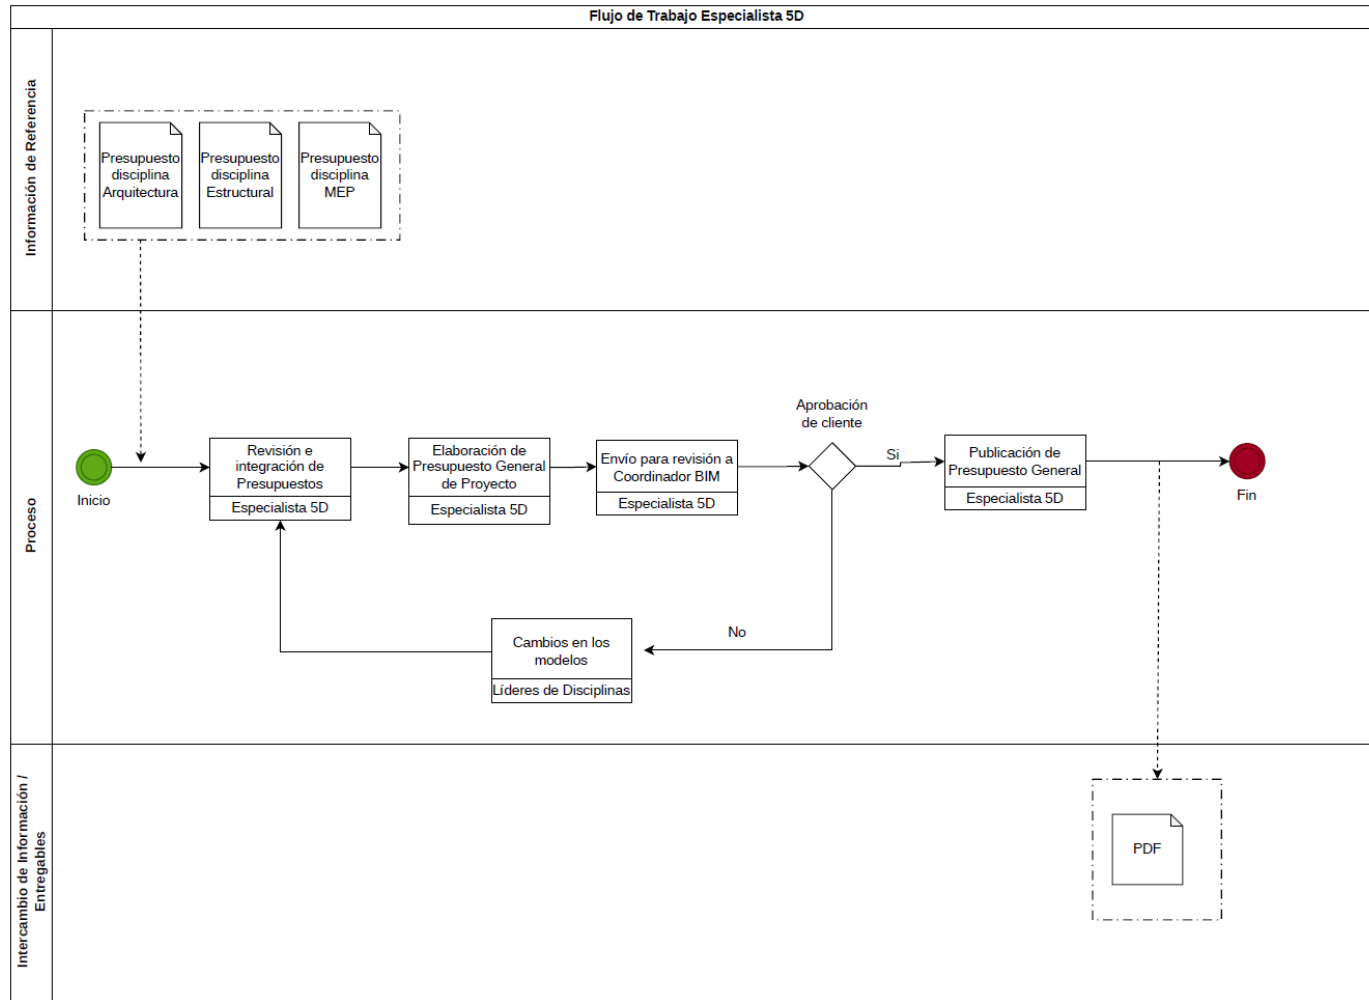 Flujo de Trabajo Especialista 5D
Información de Referencia
Presupuesto
disciplina
Arquitectura
Presupuesto
disciplina
Estructural
Presupuesto
disciplina
MEP
Proceso
Inicio
Revisión e
integración de
Presupuestos
Especialista 5D
Elaboración de
Presupuesto General
de Proyecto
Especialista 5D
Envío para revisión a
Coordinador BIM
Especialista 5D
Aprobación
de cliente
Si
Publicación de
Presupuesto General
Especialista 5D
Fin
No
Cambios en los
modelos
Líderes de Disciplinas
Intercambio de Información /
Entregables
PDF